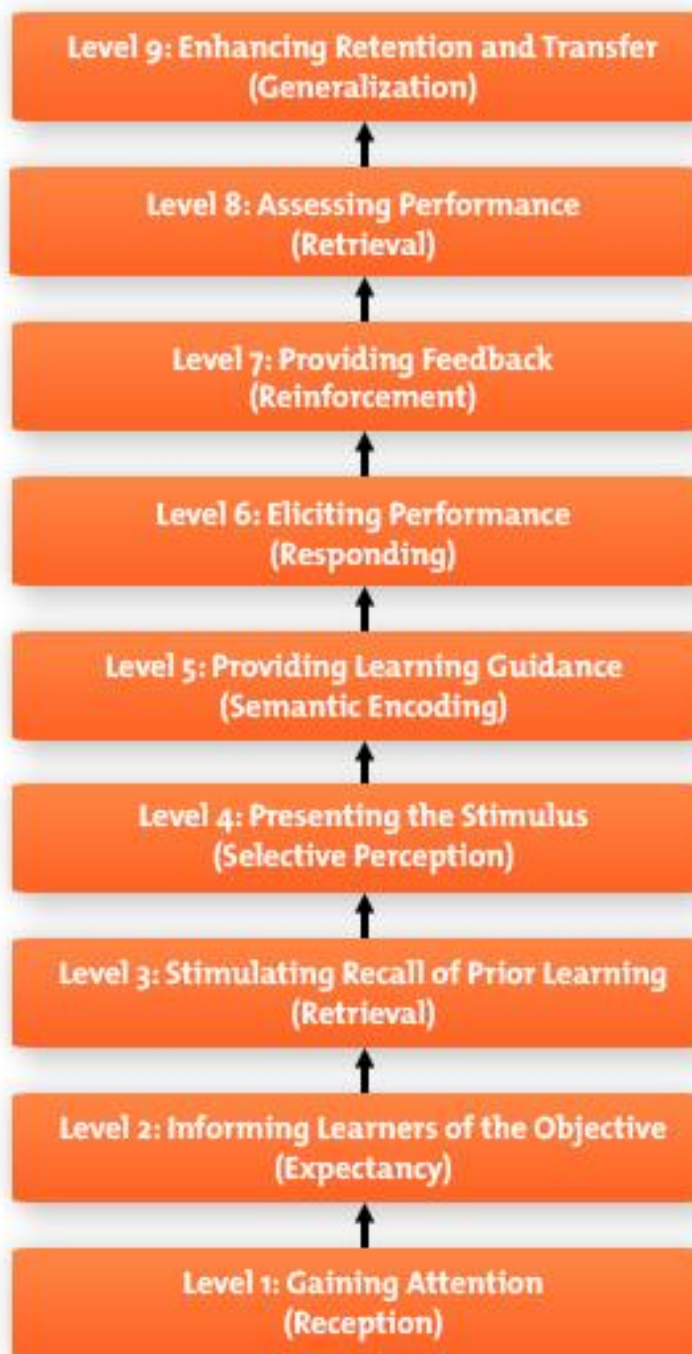 Level 9: Enhancing Retention and Transfer
(Generalization)
Level 8: Assessing Performance
(Retrieval)
Level 7: Providing Feedback
(Reinforcement)
Level 6: Eliciting Performance
(Responding)
Level 5: Providing Learning Guidance
(Semantic Encoding)
Level 4: Presenting the Stimulus
(Selective Perception)
Level 3: Stimulating Recall of Prior Learning
(Retrieval)
Level 2: Informing Learners of the Objective
(Expectancy)
Level 1: Gaining Attention
(Reception)